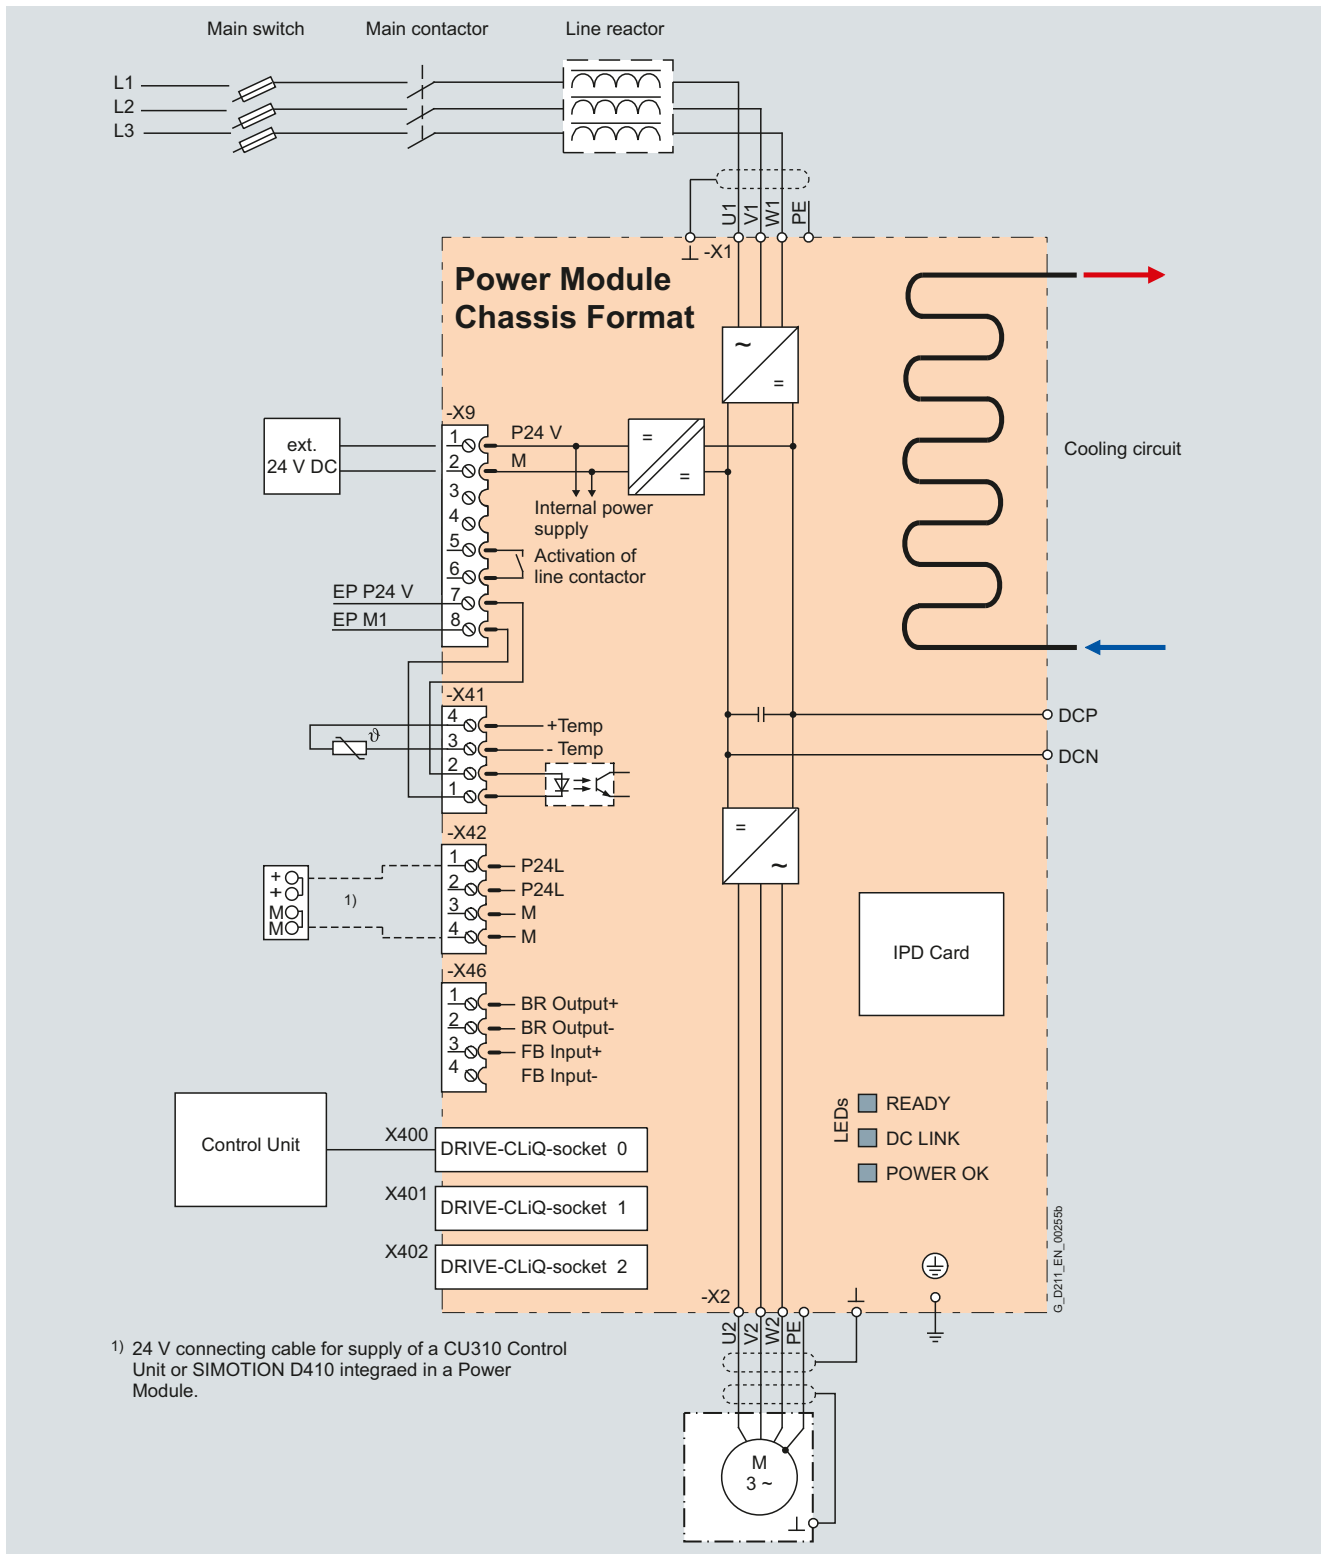 Main switch Main contactor Line reactor
L1
L2
L3
U1 V1 W1 PE
-X1
Power Module
Chassis Format
~
=
-X9
ext.
24 V DC
1 P24 V
2 M
3
4
5
6
7
8
=
=
Internal power
supply
Activation of
line contactor
EP P24 V
EP M1
Cooling circuit
-X41
4 +Temp
3 - Temp
2
1
ϑ
DCP
DCN
=
~
-X42
1 P24L
2 P24L
3 M
4 M
+
+
M
M
1)
IPD Card
-X46
1 BR Output+
2 BR Output-
3 FB Input+
4 FB Input-
LEDs
READY
DC LINK
POWER OK
Control Unit
X400 DRIVE-CLiQ-socket 0
X401 DRIVE-CLiQ-socket 1
X402 DRIVE-CLiQ-socket 2
G_D211_EN_00255b
-X2
U2 V2 W2 PE
1) 24 V connecting cable for supply of a CU310 Control
Unit or SIMOTION D410 integraed in a Power
Module.
M
3 ~